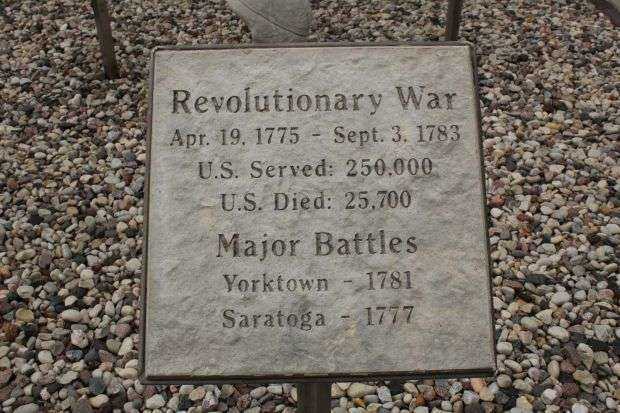 Revolutionary War
Apr. 19, 1775 - Sept. 3, 1783
U.S. Served: 250,000
U.S. Died: 25,700
Major Battles
Yorktown - 1781
Saratoga - 1777